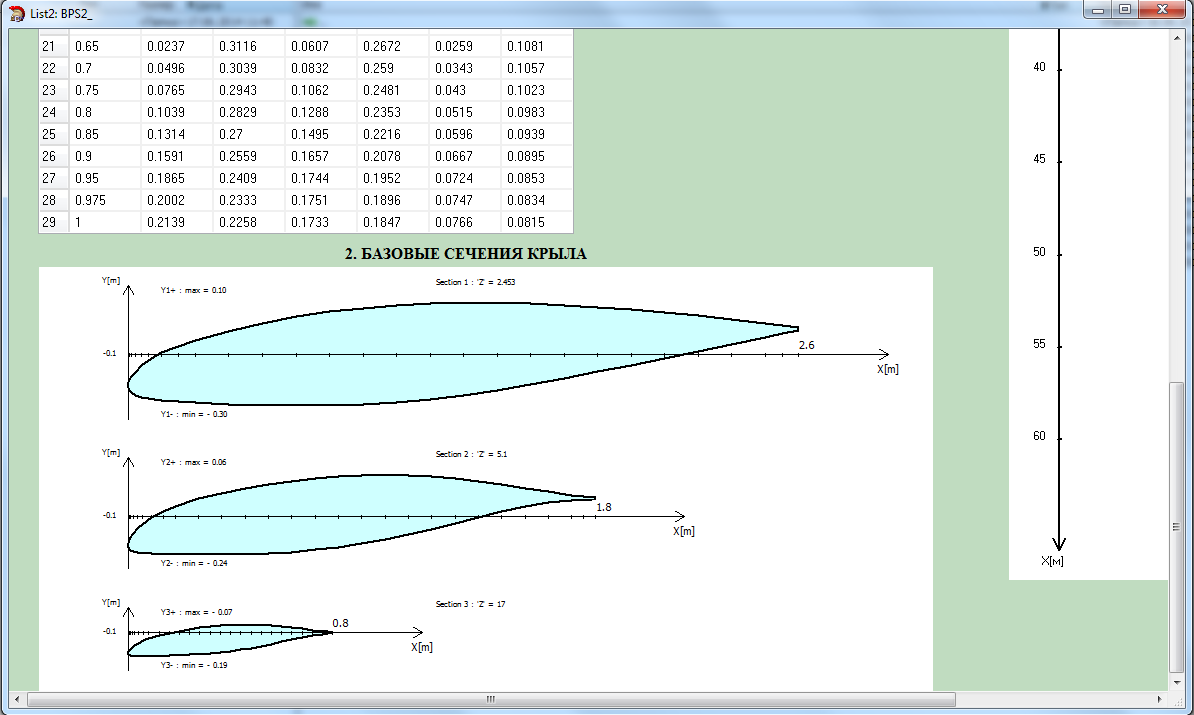 List2: BPS2_
21 0.65 0.0237 0.3116 0.0607 0.2672 0.0259 0.1081
22 0.7 0.0496 0.3039 0.0832 0.259 0.0343 0.1057
23 0.75 0.0765 0.2943 0.1062 0.2481 0.043 0.1023
24 0.8 0.1039 0.2829 0.1288 0.2353 0.0515 0.0983
25 0.85 0.1314 0.27 0.1495 0.2216 0.0596 0.0939
26 0.9 0.1591 0.2559 0.1657 0.2078 0.0667 0.0895
27 0.95 0.1865 0.2409 0.1744 0.1952 0.0724 0.0853
28 0.975 0.2002 0.2333 0.1751 0.1896 0.0747 0.0834
29 1 0.2139 0.2258 0.1733 0.1847 0.0766 0.0815
2. БАЗОВЫЕ СЕЧЕНИЯ КРЫЛА
Y[m]
Y1+ : max = 0.10
Section 1 : 'Z' = 2.453
-0.1
2.6
X[m]
Y1- : min = - 0.30
Y[m]
Y2+ : max = 0.06
Section 2 : 'Z' = 5.1
-0.1
1.8
X[m]
Y2- : min = - 0.24
Y[m]
Y3+ : max = - 0.07
Section 3 : 'Z' = 17
-0.1
0.8
X[m]
Y3- : min = - 0.19
40
45
50
55
60
X[м]